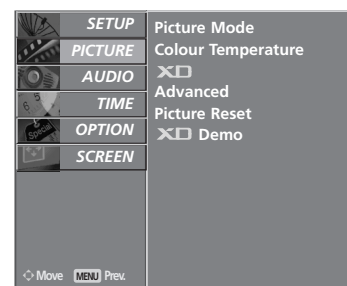 SETUP
PICTURE
AUDIO
TIME
OPTION
SCREEN
Picture Mode
Colour Temperature
XD
Advanced
Picture Reset
XD Demo
Move MENU Prev.